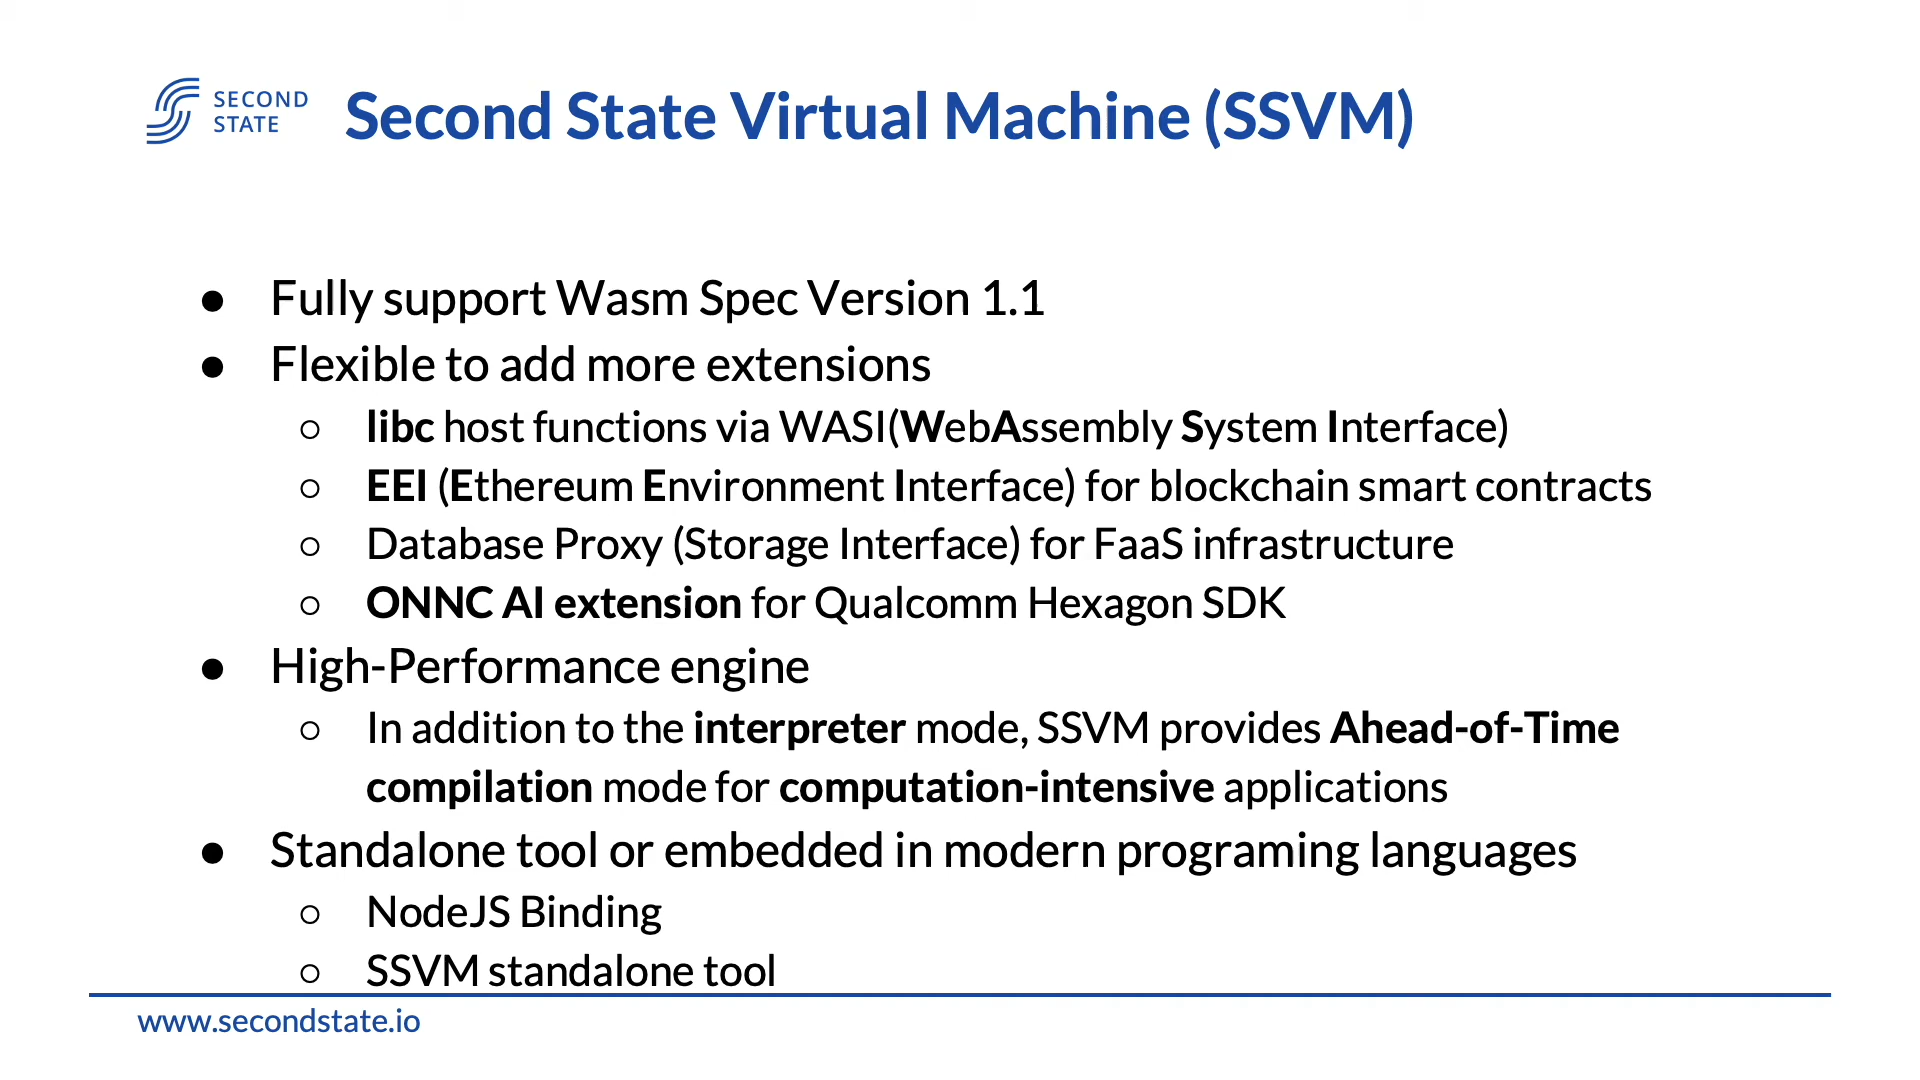 SECOND
STATE
Second State Virtual Machine (SSVM)
● Fully support Wasm Spec Version 1.1
● Flexible to add more extensions
○ libc host functions via WASI(WebAssembly System Interface)
○ EEI (Ethereum Environment Interface) for blockchain smart contracts
○ Database Proxy (Storage Interface) for FaaS infrastructure
○ ONNC AI extension for Qualcomm Hexagon SDK
● High-Performance engine
○ In addition to the interpreter mode, SSVM provides Ahead-of-Time
compilation mode for computation-intensive applications
● Standalone tool or embedded in modern programing languages
○ NodeJS Binding
○ SSVM standalone tool
www.secondstate.io